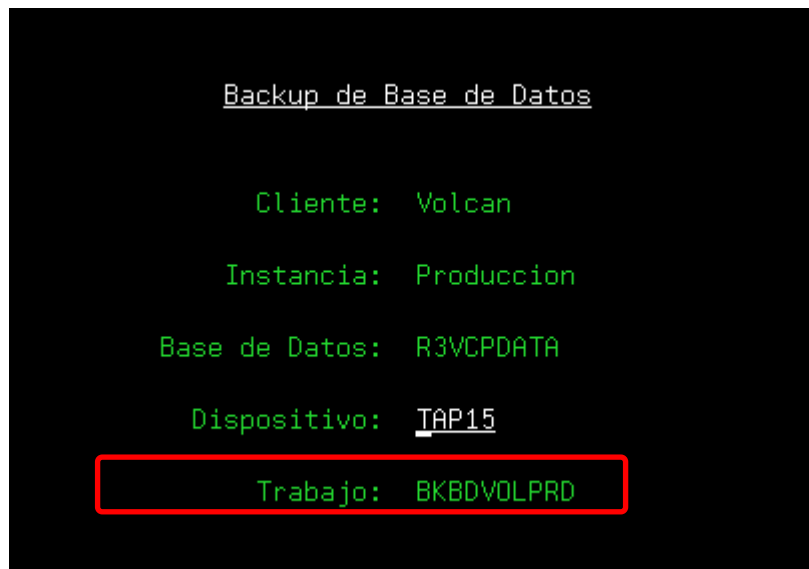 Backup de Base de Datos
Cliente: Volcan
Instancia: Produccion
Base de Datos: R3VCPDATA
Dispositivo: TAP15
Trabajo: BKBDVOLPRD